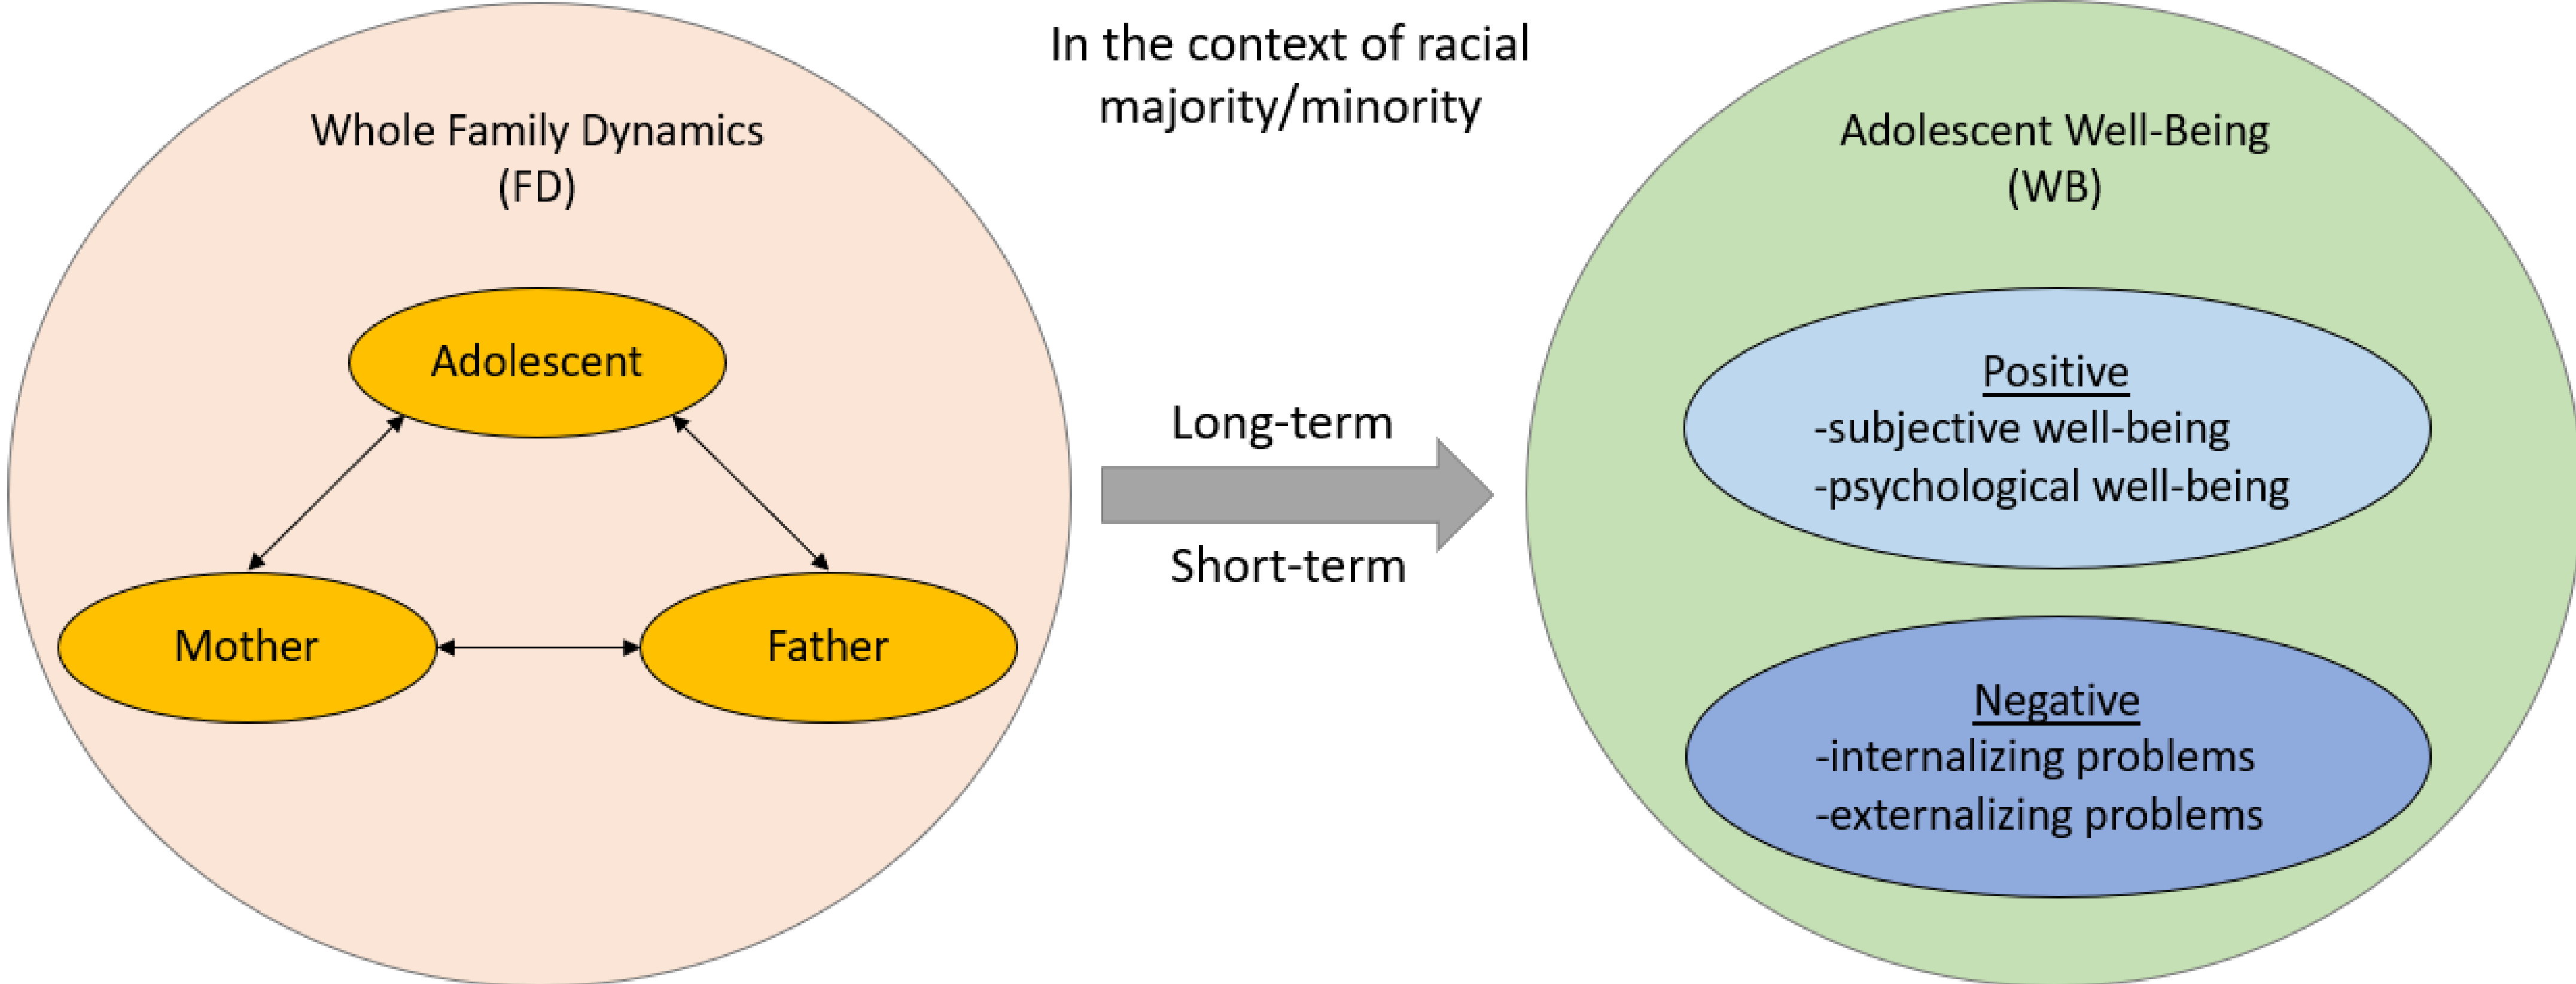 Whole Family Dynamics
(FD)
Adolescent
Mother
Father
In the context of racial
majority/minority
Long-term
Short-term
Adolescent Well-Being
(WB)
Positive
-subjective well-being
-psychological well-being
Negative
-internalizing problems
-externalizing problems